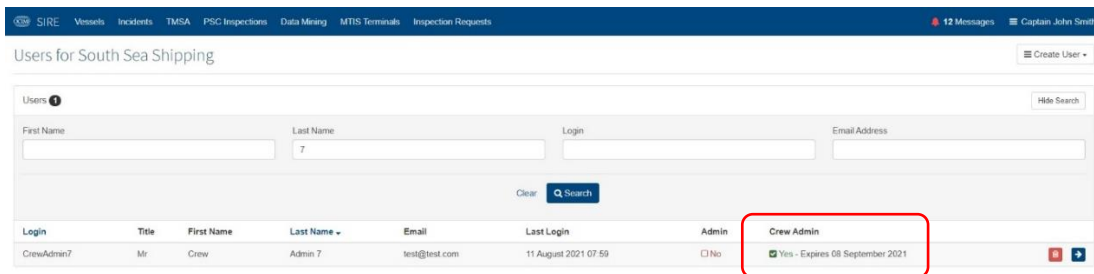 OCIMF SIRE Vessels Incidents TMSA PSC Inspections Data Mining MTIS Terminals Inspection Requests 12 Messages Captain John Smith
Users for South Sea Shipping Create User
Users 1 Hide Search
First Name Last Name Login Email Address
7
Clear Search
Login Title First Name Last Name Email Last Login Admin Crew Admin
CrewAdmin7 Mr Crew Admin 7 test@test.com 11 August 2021 07:59 No Yes - Expires 08 September 2021